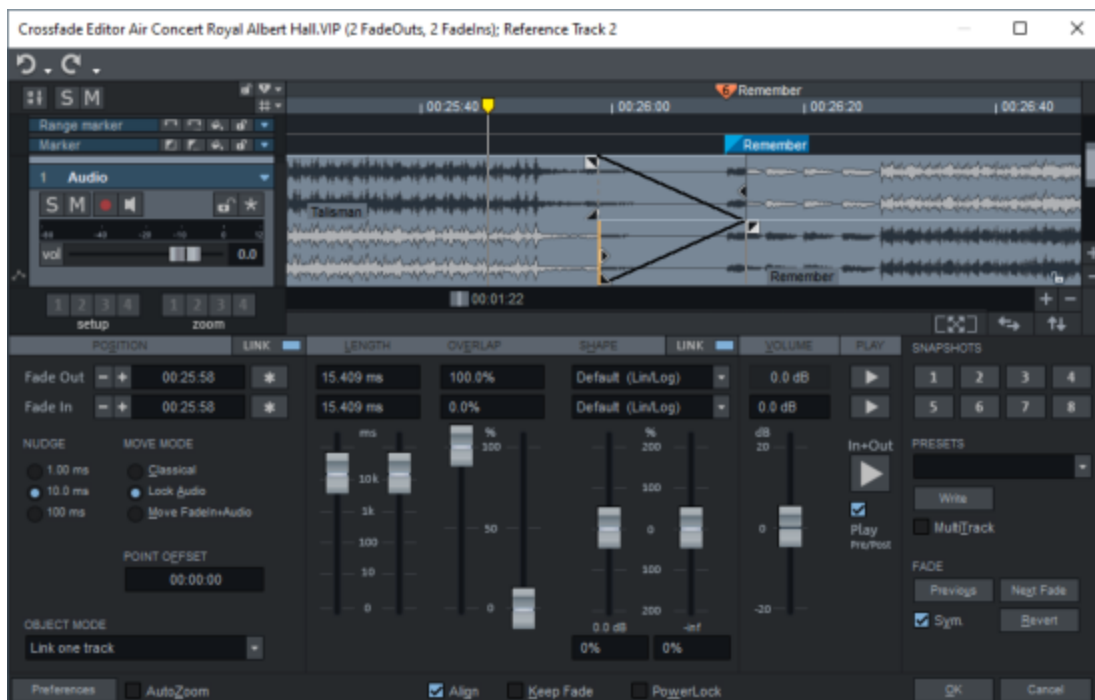 Crossfade Editor Air Concert Royal Albert Hall.VIP (2 FadeOuts, 2 FadeIns); Reference Track 2
S M
6 Remember
00:25:40 00:26:00 00:26:20 00:26:40
Range marker
Marker
Remember
1 Audio
S M
Talisman
vol 0.0
Remember
1 2 3 4 1 2 3 4
setup zoom
00:01:22
POSITION LINK LENGTH OVERLAP SHAPE LINK VOLUME PLAY SNAPSHOTS
Fade Out - + 00:25:58 15.409 ms 100.0% Default (Lin/Log) 0.0 dB 1 2 3 4
Fade In - + 00:25:58 15.409 ms 0.0% Default (Lin/Log) 0.0 dB 5 6 7 8
NUDGE MOVE MODE ms % % dB In+Out PRESETS
1.00 ms Classical
10.0 ms Lock Audio
100 ms Move FadeIn+Audio
100 200 20
10k 100
1k
50 0 0
100
10 100
0 0 200 -20
Play
Pre/Post
Write
MultiTrack
POINT OFFSET
00:00:00
FADE
Previous Next Fade
Sym. Revert
OBJECT MODE
Link one track
0.0 dB -inf
0% 0%
Preferences AutoZoom Align Keep Fade PowerLock OK Cancel